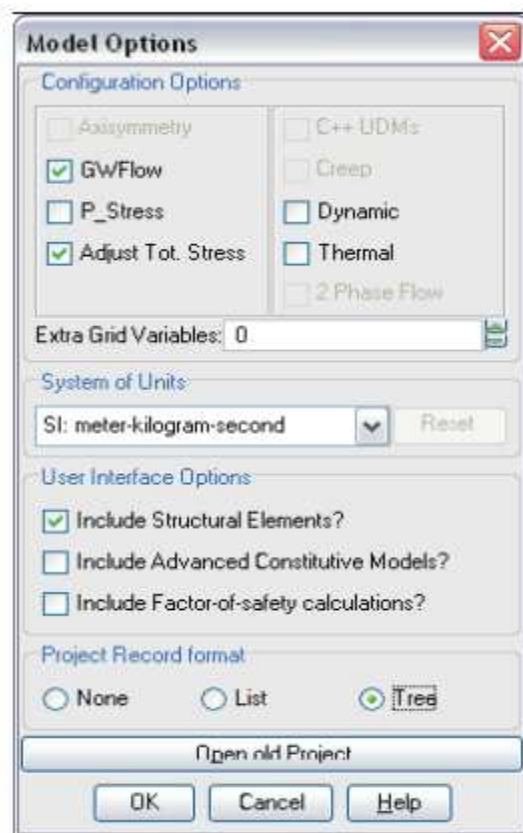 Model Options
Configuration Options
Axisymmetry
GWFlow
P_Stress
Adjust Tot. Stress
C++ UDMs
Creep
Dynamic
Thermal
2 Phase Flow
Extra Grid Variables: 0
System of Units
SI: meter-kilogram-second
Reset
User Interface Options
Include Structural Elements?
Include Advanced Constitutive Models?
Include Factor-of-safety calculations?
Project Record format
None List Tree
Open old Project
OK Cancel Help